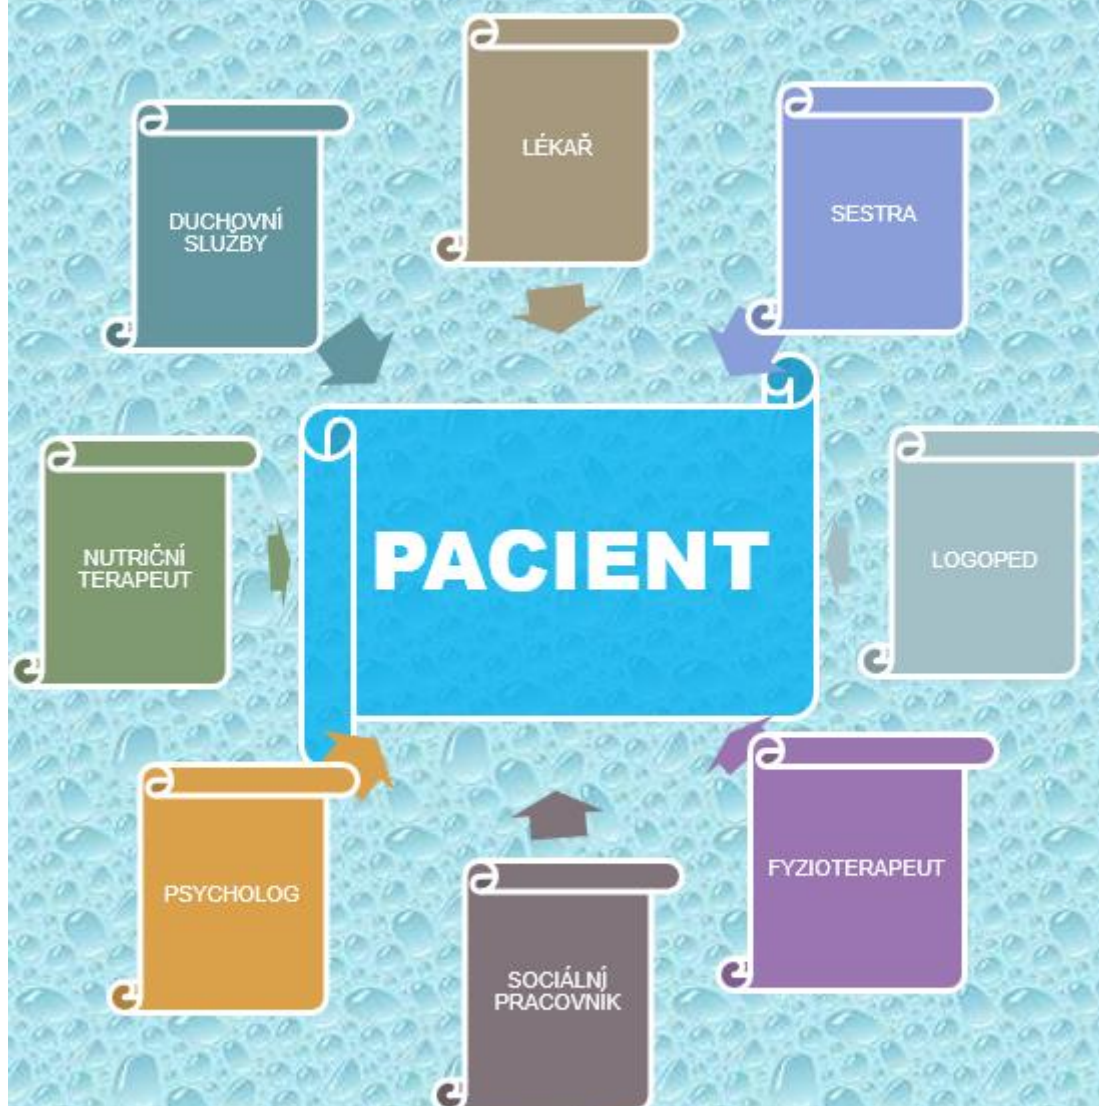 LÉKAŘ
DUCHOVNÍ
SLUŽBY
SESTRA
NUTRIČNÍ
TERAPEUT
PACIENT
LOGOPED
PSYCHOLOG
FYZIOTERAPEUT
SOCIÁLNÍ
PRACOVNÍK